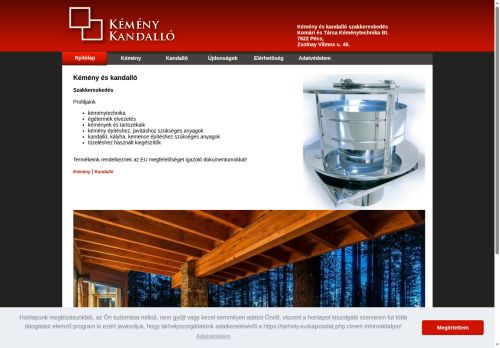 KÉMÉNY
KANDALLÓ
Kémény és kandalló szakkereskedés
Komári és Társa Kéménytechnika Bt.
7622 Pécs,
Zsolnay Vilmos u. 46.
Nyitólap Kémény Kandalló Újdonságok Elérhetőség Adatvédelem
Kémény és kandalló
Szakkereskedés
Profiljaink
kéménytechnika
égéstermék elvezetés
kémények és tartozékaik
kémény építéshez, javításhoz szükséges anyagok
kandalló, kályha, kemence építéshez szükséges anyagok
tüzeléshez használt kiegészítők
Termékeink rendelkeznek az EU megfelelőséget igazoló dokumentumokkal!
Kémény | Kandalló
Honlapunk megbízásunkból, az Ön tudomása nélkül, nem gyűjt vagy kezel semmilyen adatot Önről, viszont a honlapot kiszolgáló szerveren fut több
látogatást elemző program is ezért javasoljuk, hogy tárhelyszolgáltatónk adatkezeléséről a https://tarhely.eu/kapcsolat.php címen informálódjon!
Adatvédelem
Megértettem